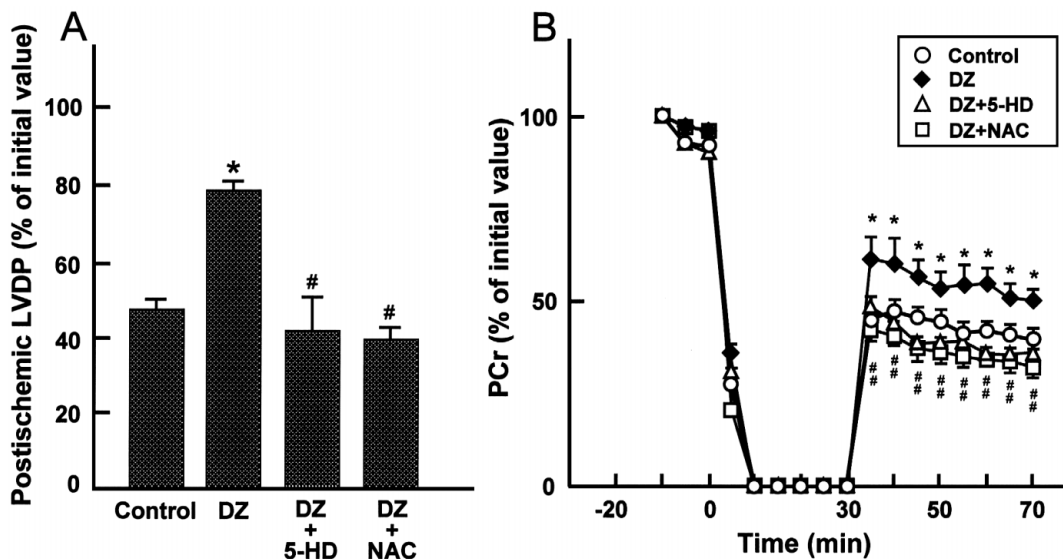 A
Postischemic LVDP (% of initial value)
100
80
60
40
20
0
*
#
#
Control
DZ
DZ
+
5-HD
DZ
+
NAC
B
PCr (% of initial value)
100
50
0
Control
DZ
DZ+5-HD
DZ+NAC
* * * * * * * *
# # # # # # # #
# # # # # # # #
-20 0 30 50 70
Time (min)